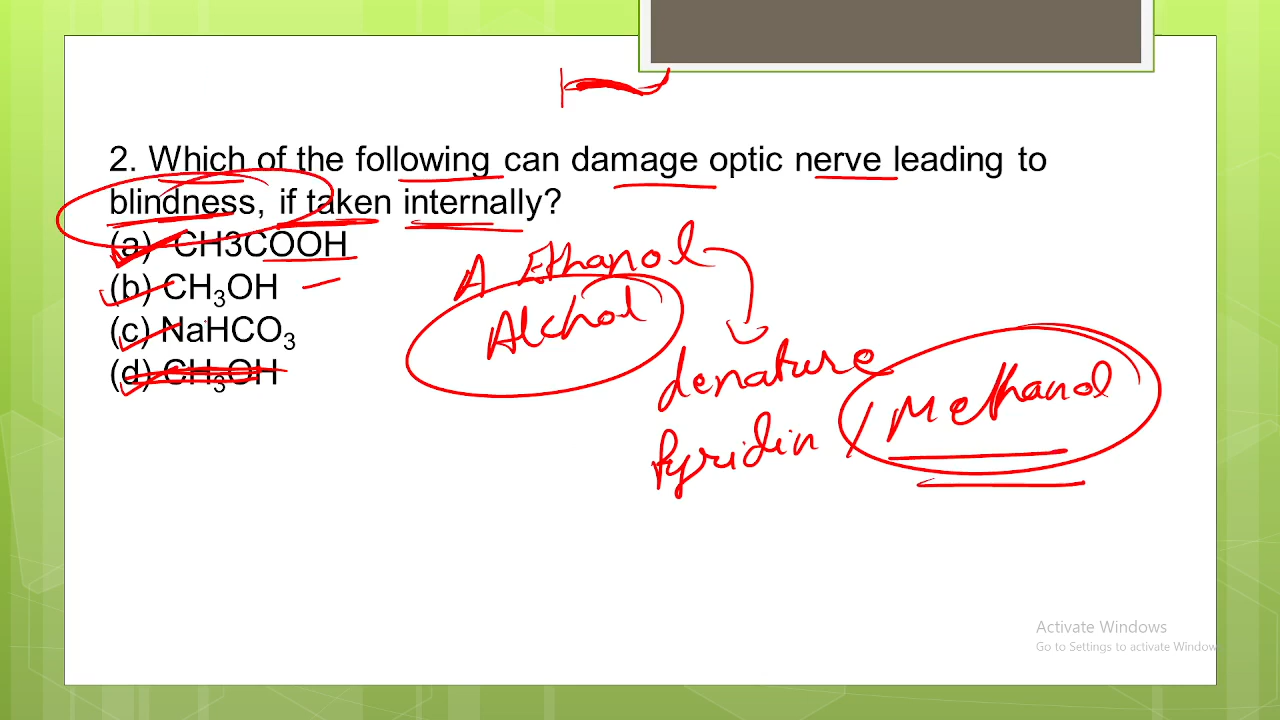 2. Which of the following can damage optic nerve leading to
blindness, if taken internally?
(a) CH3COOH
(b) CH₃OH
(c) NaHCO₃
(d) CH₃OH
A Ethanol
Alchol
denature
Pyridin / Methanol
Activate Windows
Go to Settings to activate Window